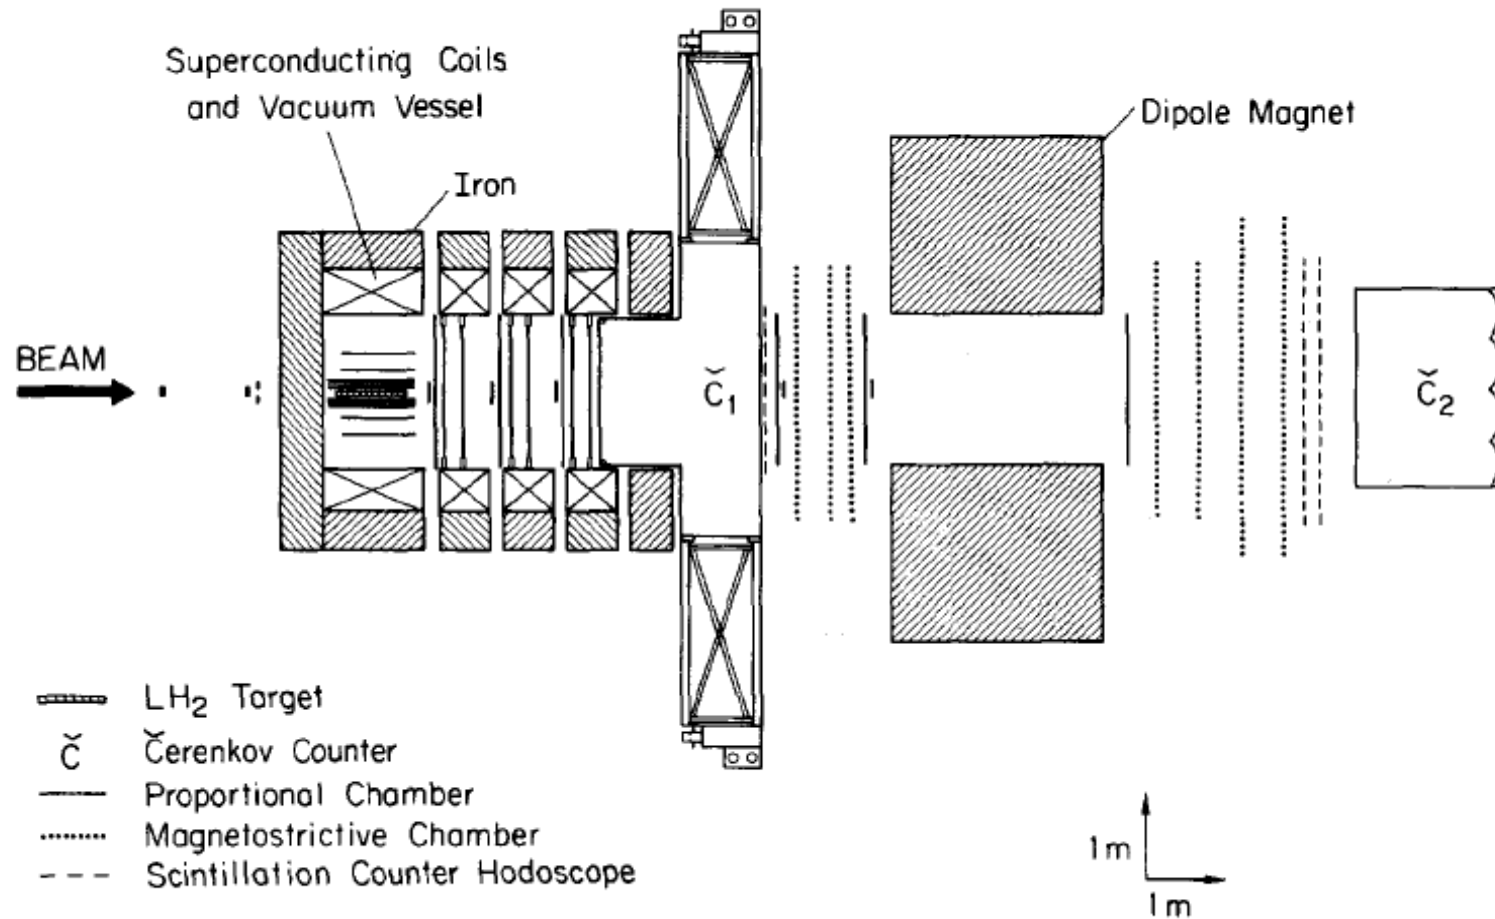 Superconducting Coils
and Vacuum Vessel
Dipole Magnet
Iron
BEAM
Č₁
Č₂
LH₂ Target
Č Čerenkov Counter
Proportional Chamber
Magnetostrictive Chamber
Scintillation Counter Hodoscope
1m
1m